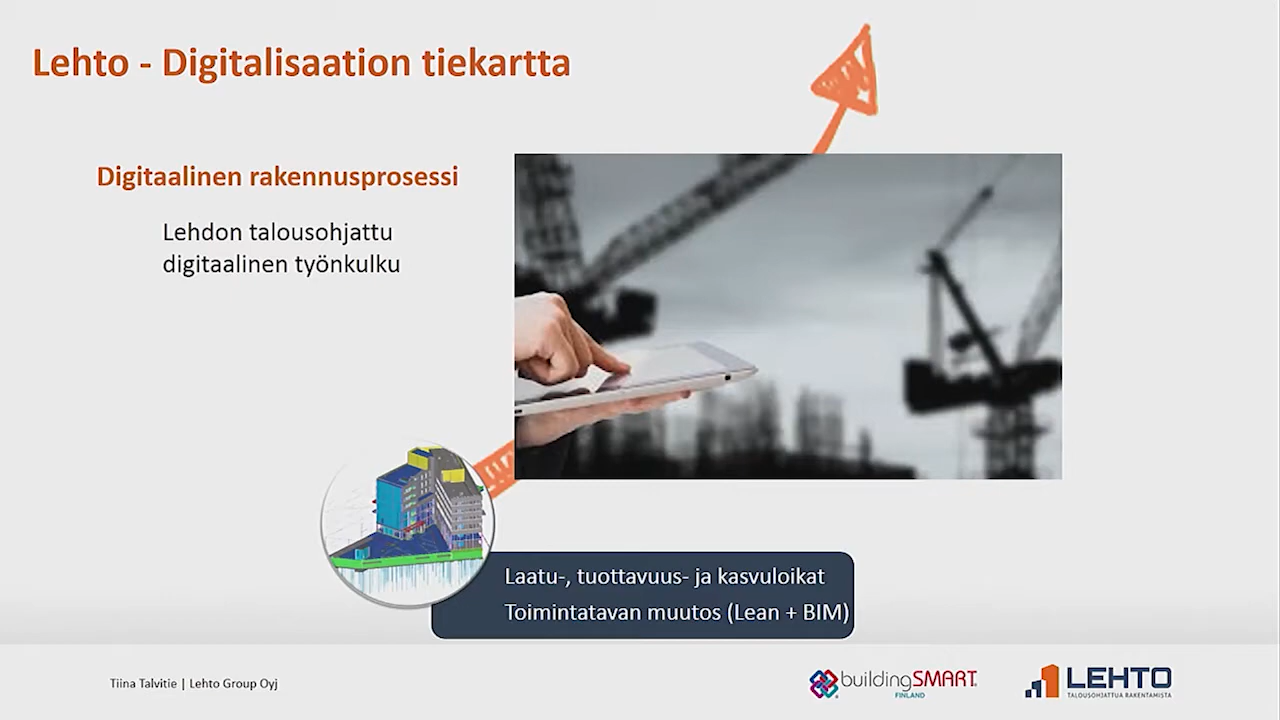 Lehto - Digitalisaation tiekartta
Digitaalinen rakennusprosessi
Lehdon talousohjattu
digitaalinen työnkulku
Laatu-, tuottavuus- ja kasvuloikat
Toimintatavan muutos (Lean + BIM)
Tiina Talvitie | Lehto Group Oyj
buildingSMART
FINLAND
LEHTO
TALOUSOHJATTUA RAKENTAMISTA